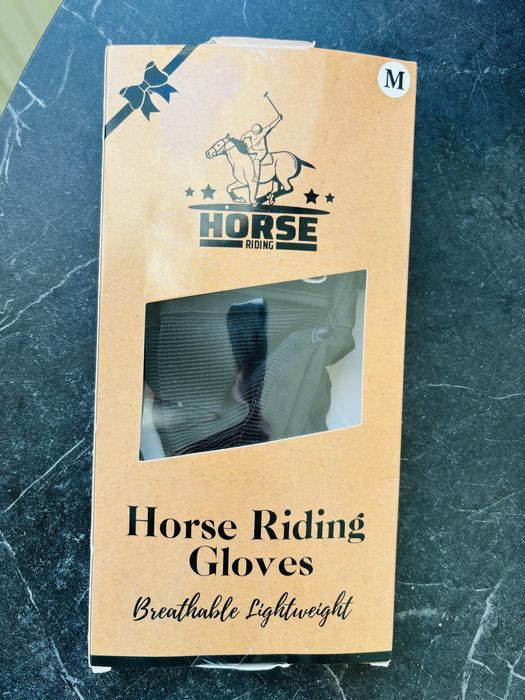 M
HORSE
RIDING
Horse Riding
Gloves
Breathable Lightweight